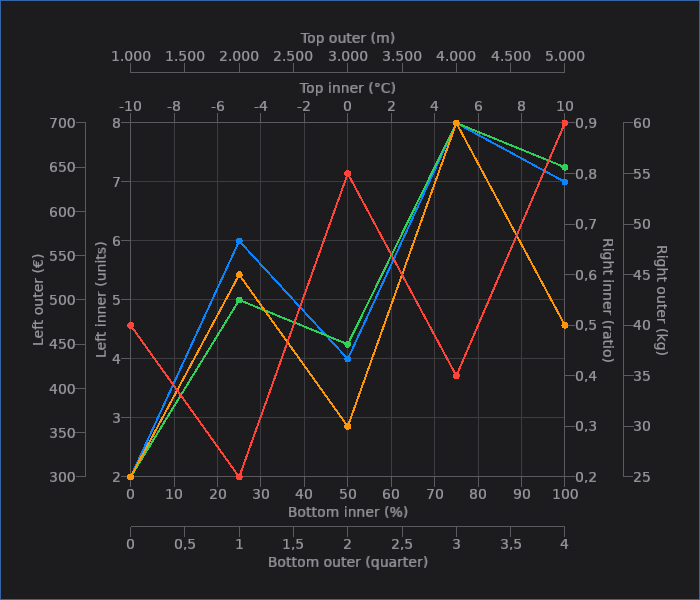 Top outer (m)
1.000 1.500 2.000 2.500 3.000 3.500 4.000 4.500 5.000
Top inner (°C)
-10 -8 -6 -4 -2 0 2 4 6 8 10
700 650 600 550 500 450 400 350 300
Left outer (€)
8 7 6 5 4 3 2
Left inner (units)
0,9 0,8 0,7 0,6 0,5 0,4 0,3 0,2
Right inner (ratio)
60 55 50 45 40 35 30 25
Right outer (kg)
0 10 20 30 40 50 60 70 80 90 100
Bottom inner (%)
0 0,5 1 1,5 2 2,5 3 3,5 4
Bottom outer (quarter)